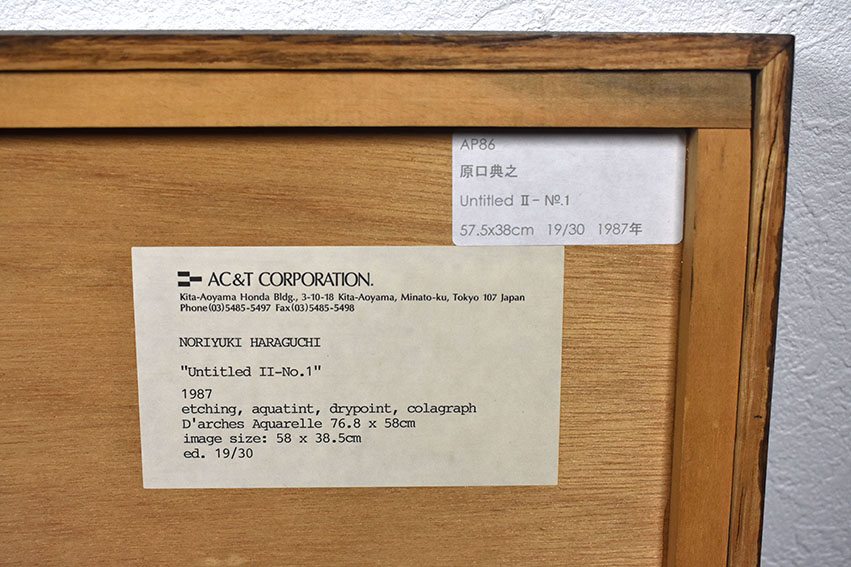 AP86
原口典之
Untitled Ⅱ- №.1
57.5x38cm 19/30 1987年
AC&T CORPORATION.
Kita-Aoyama Honda Bldg., 3-10-18 Kita-Aoyama, Minato-ku, Tokyo 107 Japan
Phone(03)5485-5497 Fax(03)5485-5498
NORIYUKI HARAGUCHI
"Untitled II-No.1"
1987
etching, aquatint, drypoint, colagraph
D'arches Aquarelle 76.8 x 58cm
image size: 58 x 38.5cm
ed. 19/30